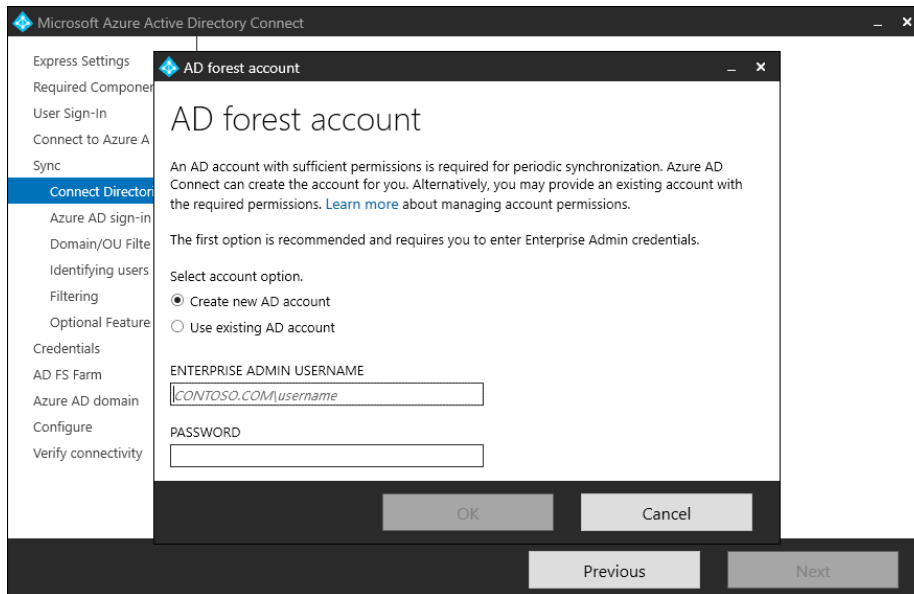 Microsoft Azure Active Directory Connect
Express Settings
Required Componen
User Sign-In
Connect to Azure A
Sync
Connect Directori
Azure AD sign-in
Domain/OU Filte
Identifying users
Filtering
Optional Feature
Credentials
AD FS Farm
Azure AD domain
Configure
Verify connectivity
AD forest account
AD forest account
An AD account with sufficient permissions is required for periodic synchronization. Azure AD
Connect can create the account for you. Alternatively, you may provide an existing account with
the required permissions. Learn more about managing account permissions.
The first option is recommended and requires you to enter Enterprise Admin credentials.
Select account option.
Create new AD account
Use existing AD account
ENTERPRISE ADMIN USERNAME
CONTOSO.COM\username
PASSWORD
OK
Cancel
Previous
Next